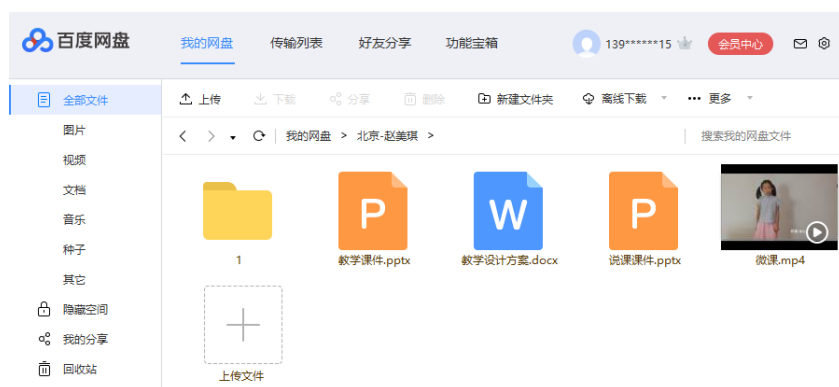 百度网盘 我的网盘 传输列表 好友分享 功能宝箱 139******15 会员中心
全部文件 上传 下载 分享 删除 新建文件夹 离线下载 更多
图片 我的网盘 > 北京-赵美琪 > 搜索我的网盘文件
视频
文档
音乐
种子
其它
隐藏空间
我的分享
回收站
P W P
1 教学课件.pptx 教学设计方案.docx 说课课件.pptx 微课.mp4
上传文件